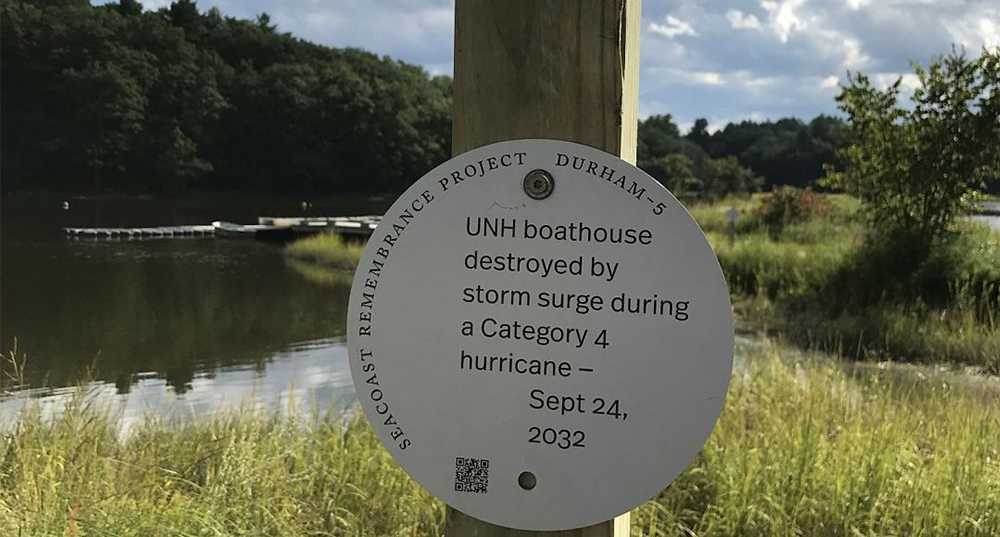 SEACOAST REMEMBRANCE PROJECT DURHAM-5
UNH boathouse
destroyed by
storm surge during
a Category 4
hurricane –
Sept 24,
2032